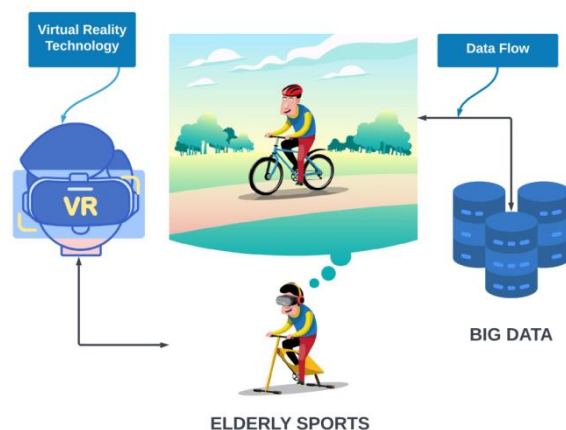 Virtual Reality
Technology
Data Flow
VR
BIG DATA
ELDERLY SPORTS